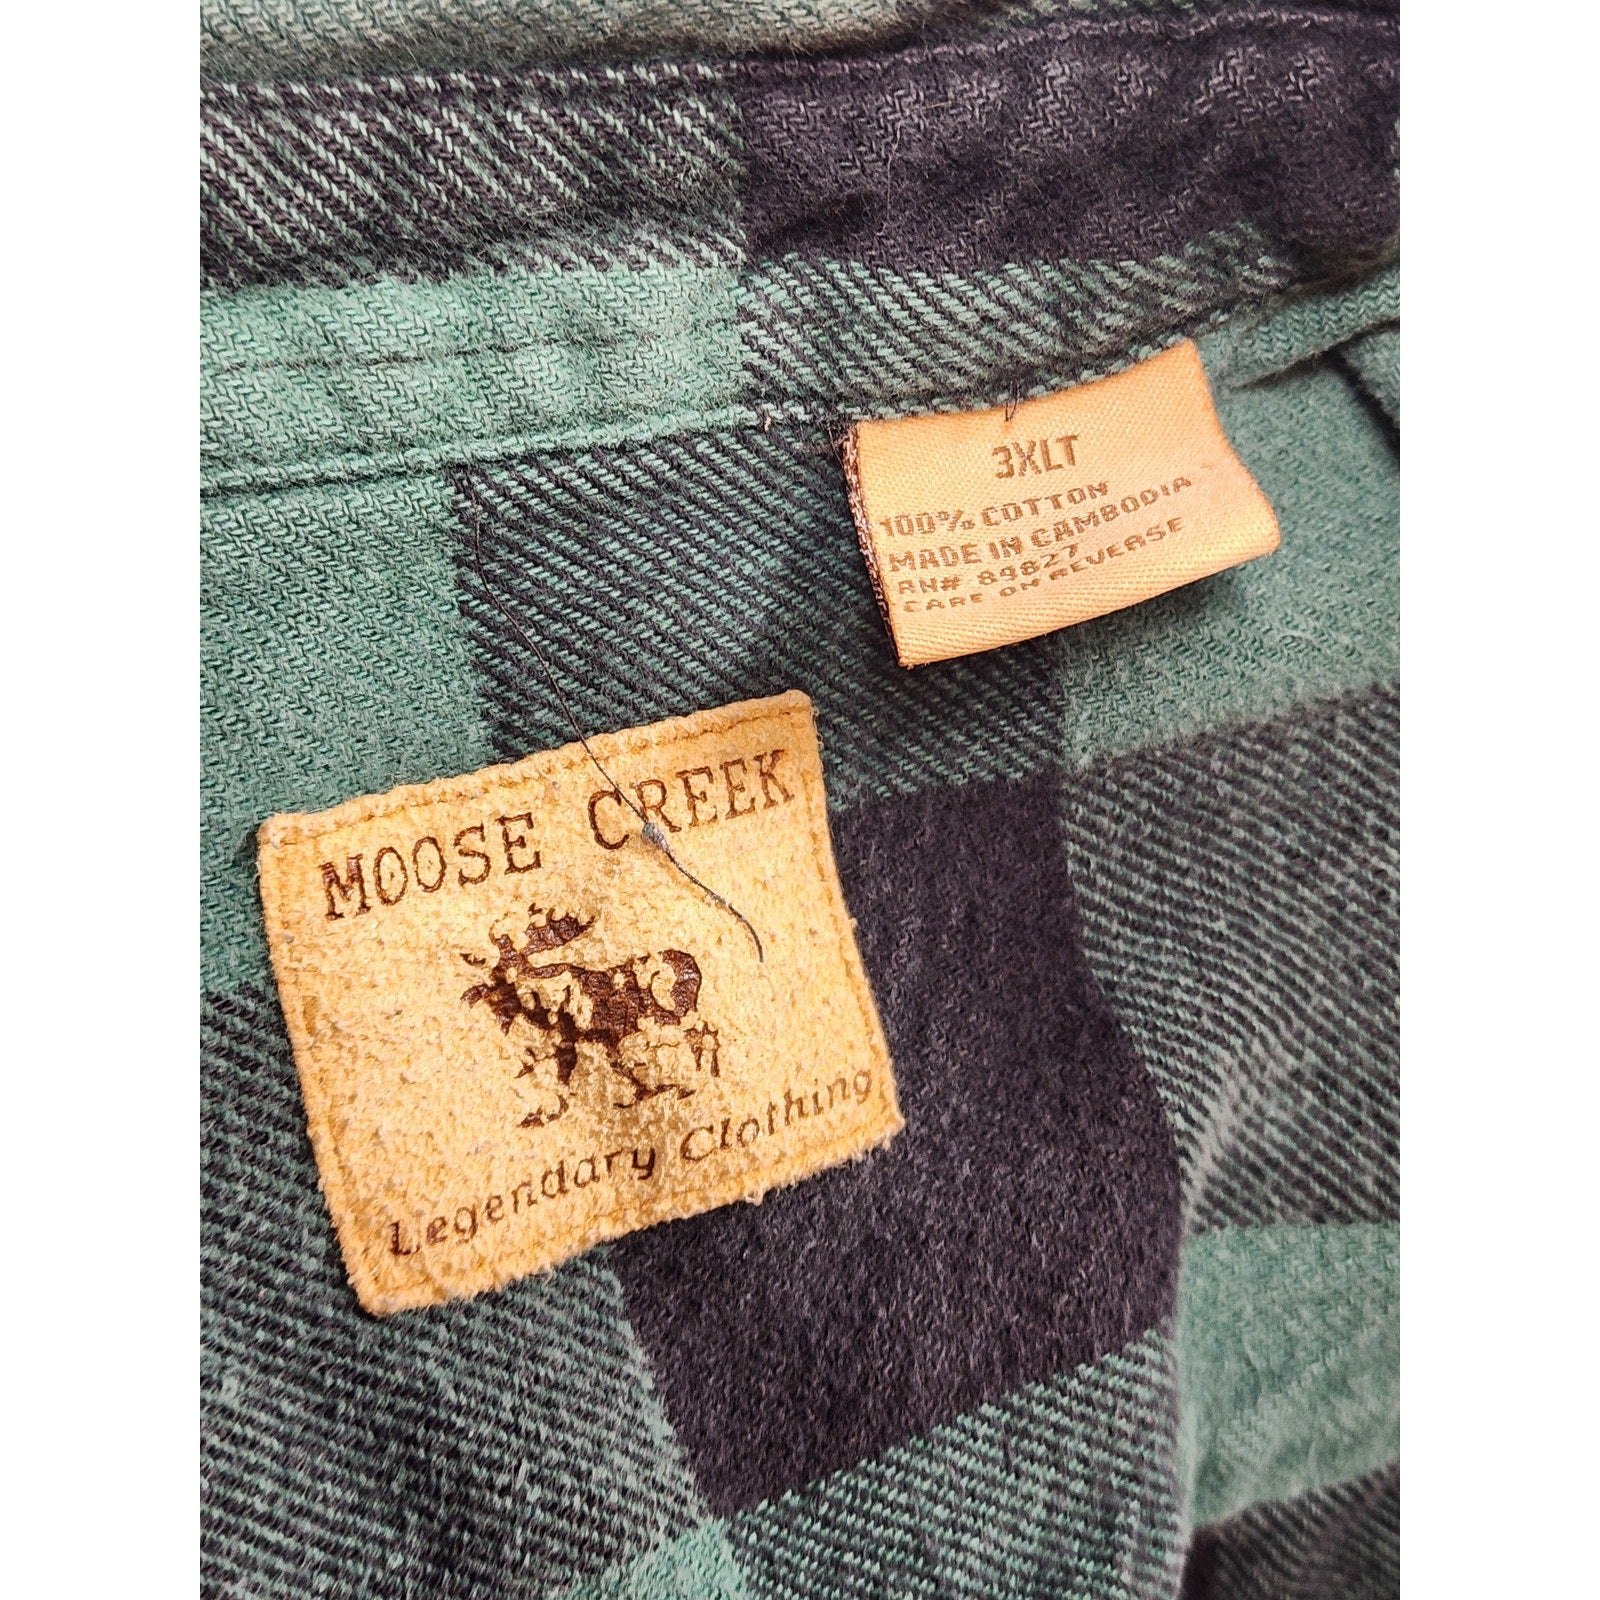 3XLT
100% COTTON
MADE IN CAMBODIA
RN# 89827
CARE ON REVERSE
MOOSE CREEK
Legendary Clothing